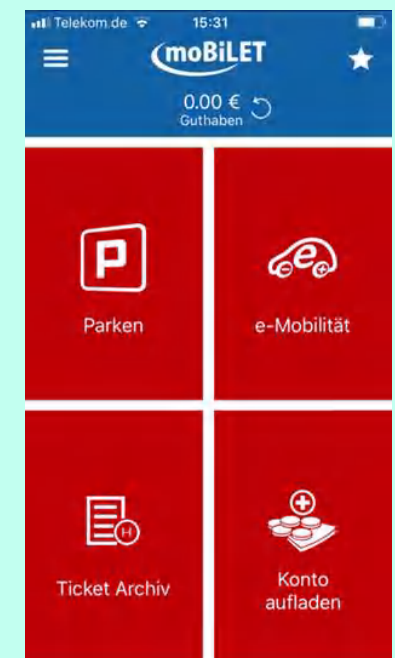 Telekom.de 15:31
moBiLET
0.00 €
Guthaben
P
e
Parken
e-Mobilität
H
Ticket Archiv
Konto
aufladen